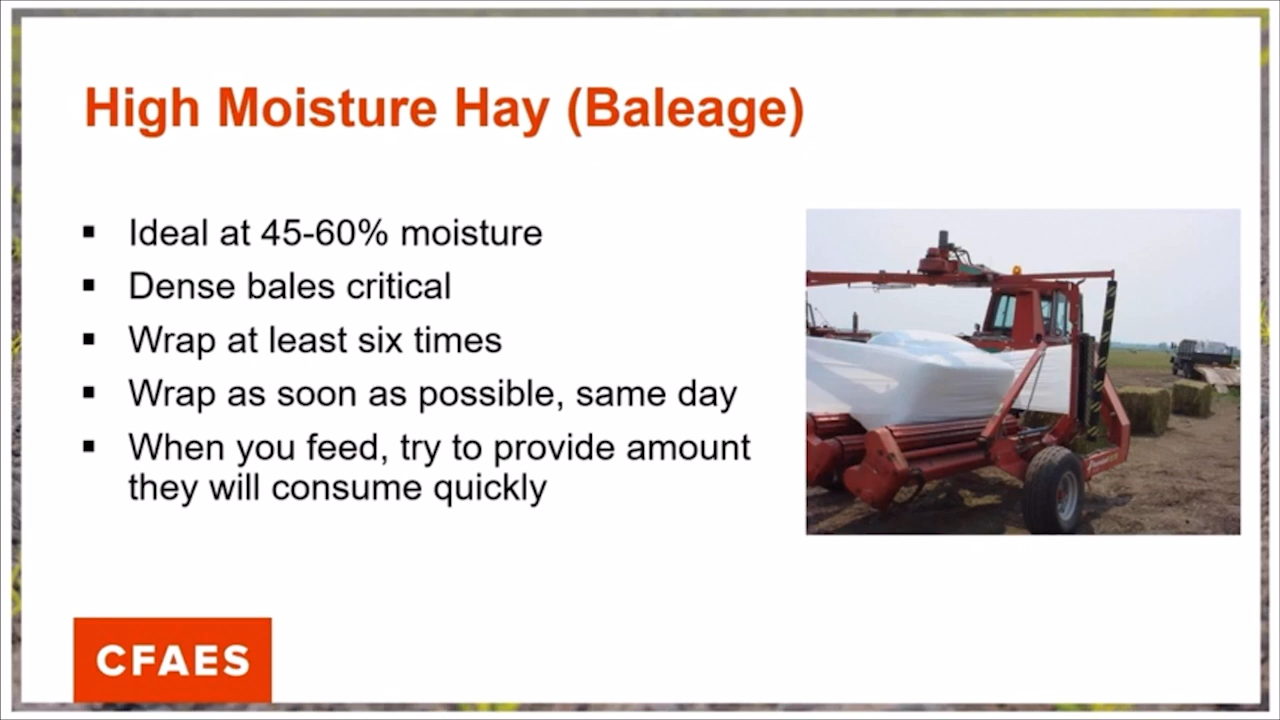 High Moisture Hay (Baleage)
▪ Ideal at 45-60% moisture
▪ Dense bales critical
▪ Wrap at least six times
▪ Wrap as soon as possible, same day
▪ When you feed, try to provide amount
they will consume quickly
CFAES